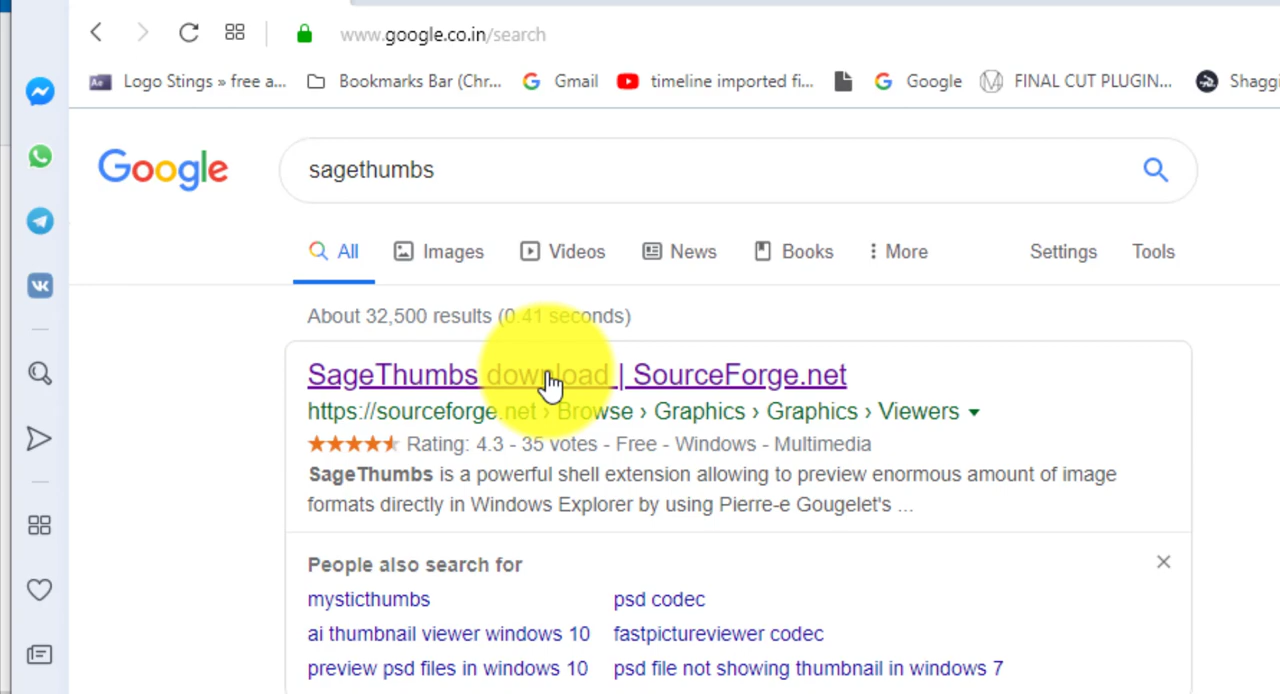 www.google.co.in/search
Ae Logo Stings » free a... Bookmarks Bar (Chr... Gmail timeline imported fi... Google FINAL CUT PLUGIN... Shaggi
Google sagethumbs
All Images Videos News Books More Settings Tools
About 32,500 results (0.41 seconds)
SageThumbs download | SourceForge.net
https://sourceforge.net › Browse › Graphics › Graphics › Viewers
Rating: 4.3 - 35 votes - Free - Windows - Multimedia
SageThumbs is a powerful shell extension allowing to preview enormous amount of image
formats directly in Windows Explorer by using Pierre-e Gougelet's ...
People also search for
mysticthumbs psd codec
ai thumbnail viewer windows 10 fastpictureviewer codec
preview psd files in windows 10 psd file not showing thumbnail in windows 7